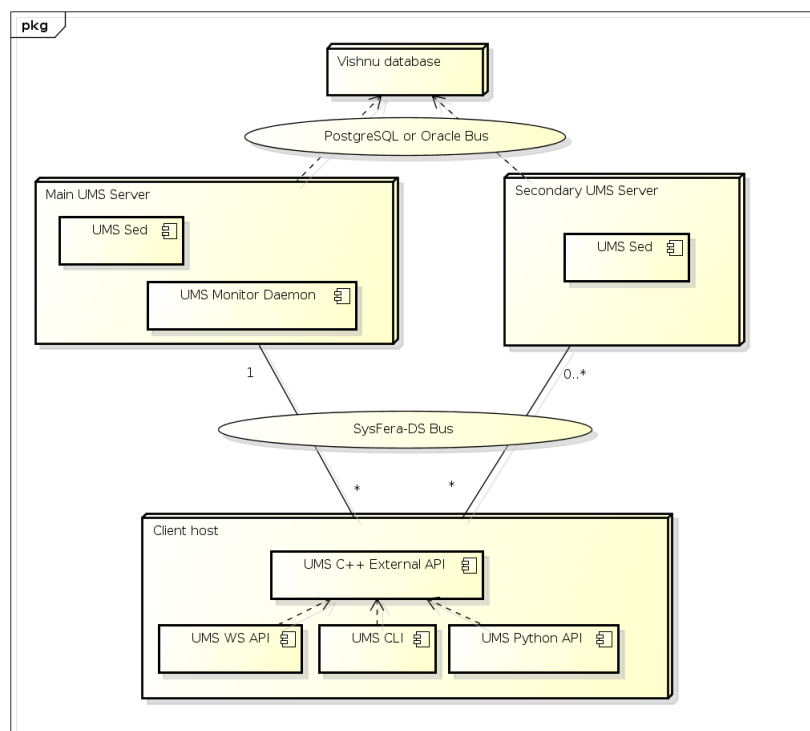 pkg
Vishnu database
PostgreSQL or Oracle Bus
Main UMS Server
UMS Sed
UMS Monitor Daemon
Secondary UMS Server
UMS Sed
1
0..*
SysFera-DS Bus
*
*
Client host
UMS C++ External API
UMS WS API
UMS CLI
UMS Python API